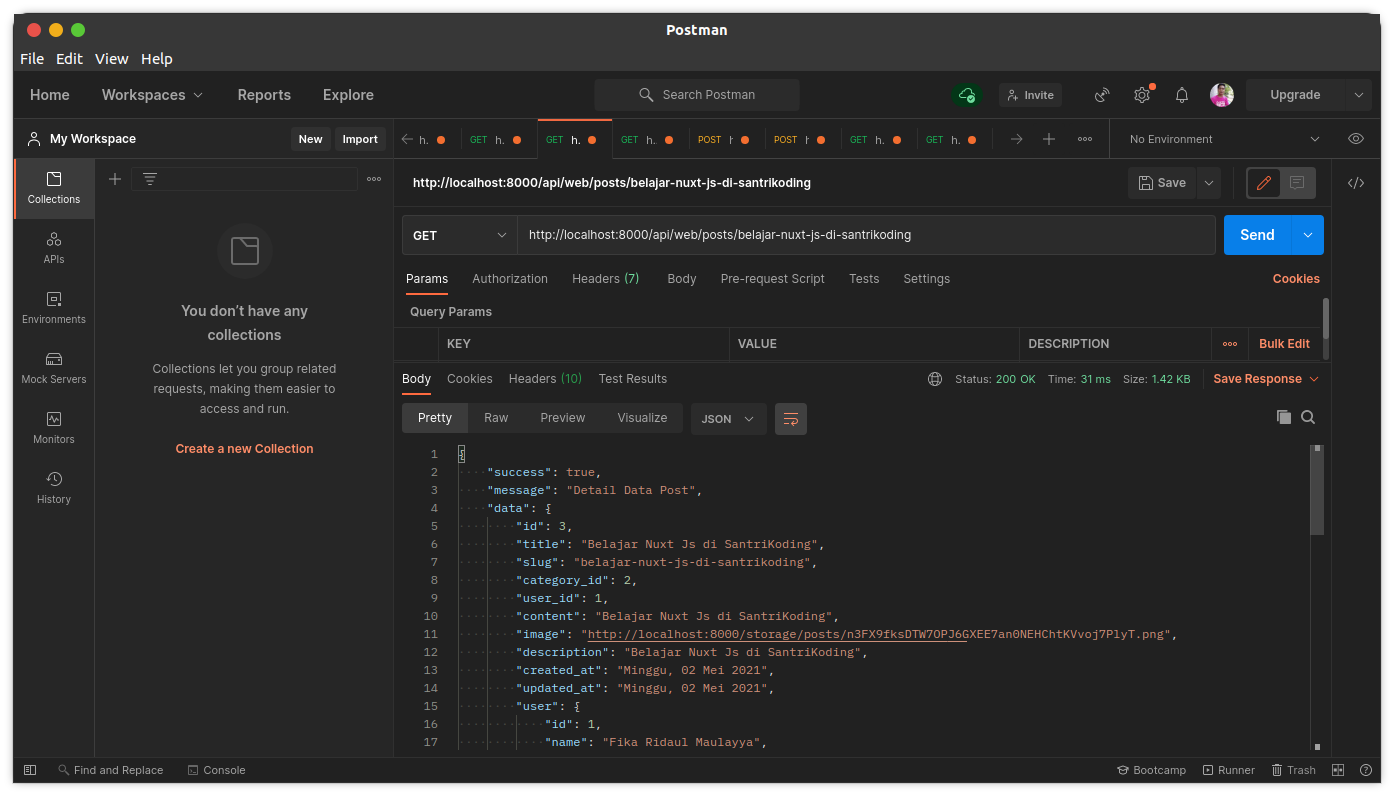 Postman
File Edit View Help
Home Workspaces Reports Explore Search Postman Invite Upgrade
My Workspace New Import h. GET h. GET h. GET h. POST h POST h GET h. GET h. No Environment
Collections
APIs
Environments
Mock Servers
Monitors
History
You don't have any
collections
Collections let you group related
requests, making them easier to
access and run.
Create a new Collection
http://localhost:8000/api/web/posts/belajar-nuxt-js-di-santrikoding Save
GET http://localhost:8000/api/web/posts/belajar-nuxt-js-di-santrikoding Send
Params Authorization Headers (7) Body Pre-request Script Tests Settings Cookies
Query Params
KEY VALUE DESCRIPTION Bulk Edit
Body Cookies Headers (10) Test Results Status: 200 OK Time: 31 ms Size: 1.42 KB Save Response
Pretty Raw Preview Visualize JSON
1 {
2 "success": true,
3 "message": "Detail Data Post",
4 "data": {
5 "id": 3,
6 "title": "Belajar Nuxt Js di SantriKoding",
7 "slug": "belajar-nuxt-js-di-santrikoding",
8 "category_id": 2,
9 "user_id": 1,
10 "content": "Belajar Nuxt Js di SantriKoding",
11 "image": "http://localhost:8000/storage/posts/n3FX9fksDTW7OPJ6GXEE7an0NEHChtKVvoj7PlyT.png",
12 "description": "Belajar Nuxt Js di SantriKoding",
13 "created_at": "Minggu, 02 Mei 2021",
14 "updated_at": "Minggu, 02 Mei 2021",
15 "user": {
16 "id": 1,
17 "name": "Fika Ridaul Maulayya",
Find and Replace Console Bootcamp Runner Trash